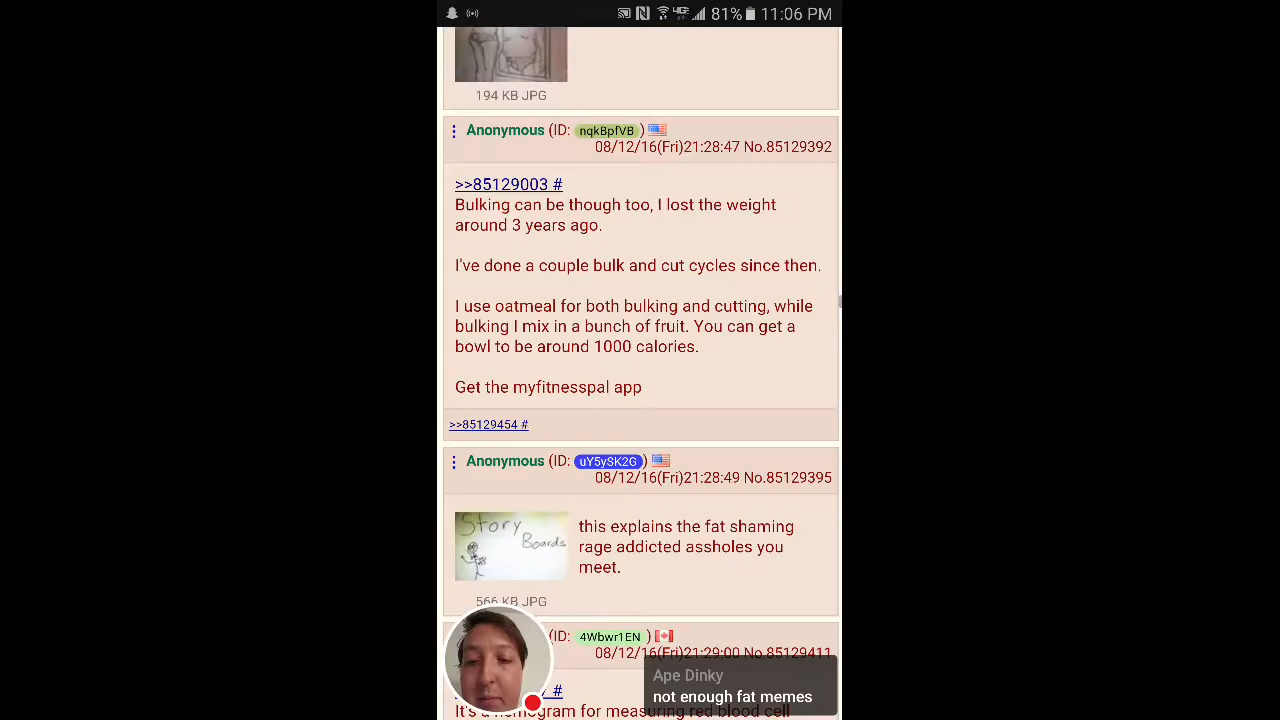 81% 11:06 PM
194 KB JPG
Anonymous (ID: nqkBpfVB)
08/12/16(Fri)21:28:47 No.85129392
>>85129003 #
Bulking can be though too, I lost the weight
around 3 years ago.
I've done a couple bulk and cut cycles since then.
I use oatmeal for both bulking and cutting, while
bulking I mix in a bunch of fruit. You can get a
bowl to be around 1000 calories.
Get the myfitnesspal app
>>85129454 #
Anonymous (ID: uY5ySK2G)
08/12/16(Fri)21:28:49 No.85129395
Story
Boards
this explains the fat shaming
rage addicted assholes you
meet.
566 KB JPG
(ID: 4Wbwr1EN)
08/12/16(Fri)21:29:00 No.85129411
#
It's a hemogram for measuring red blood cell
Ape Dinky
not enough fat memes